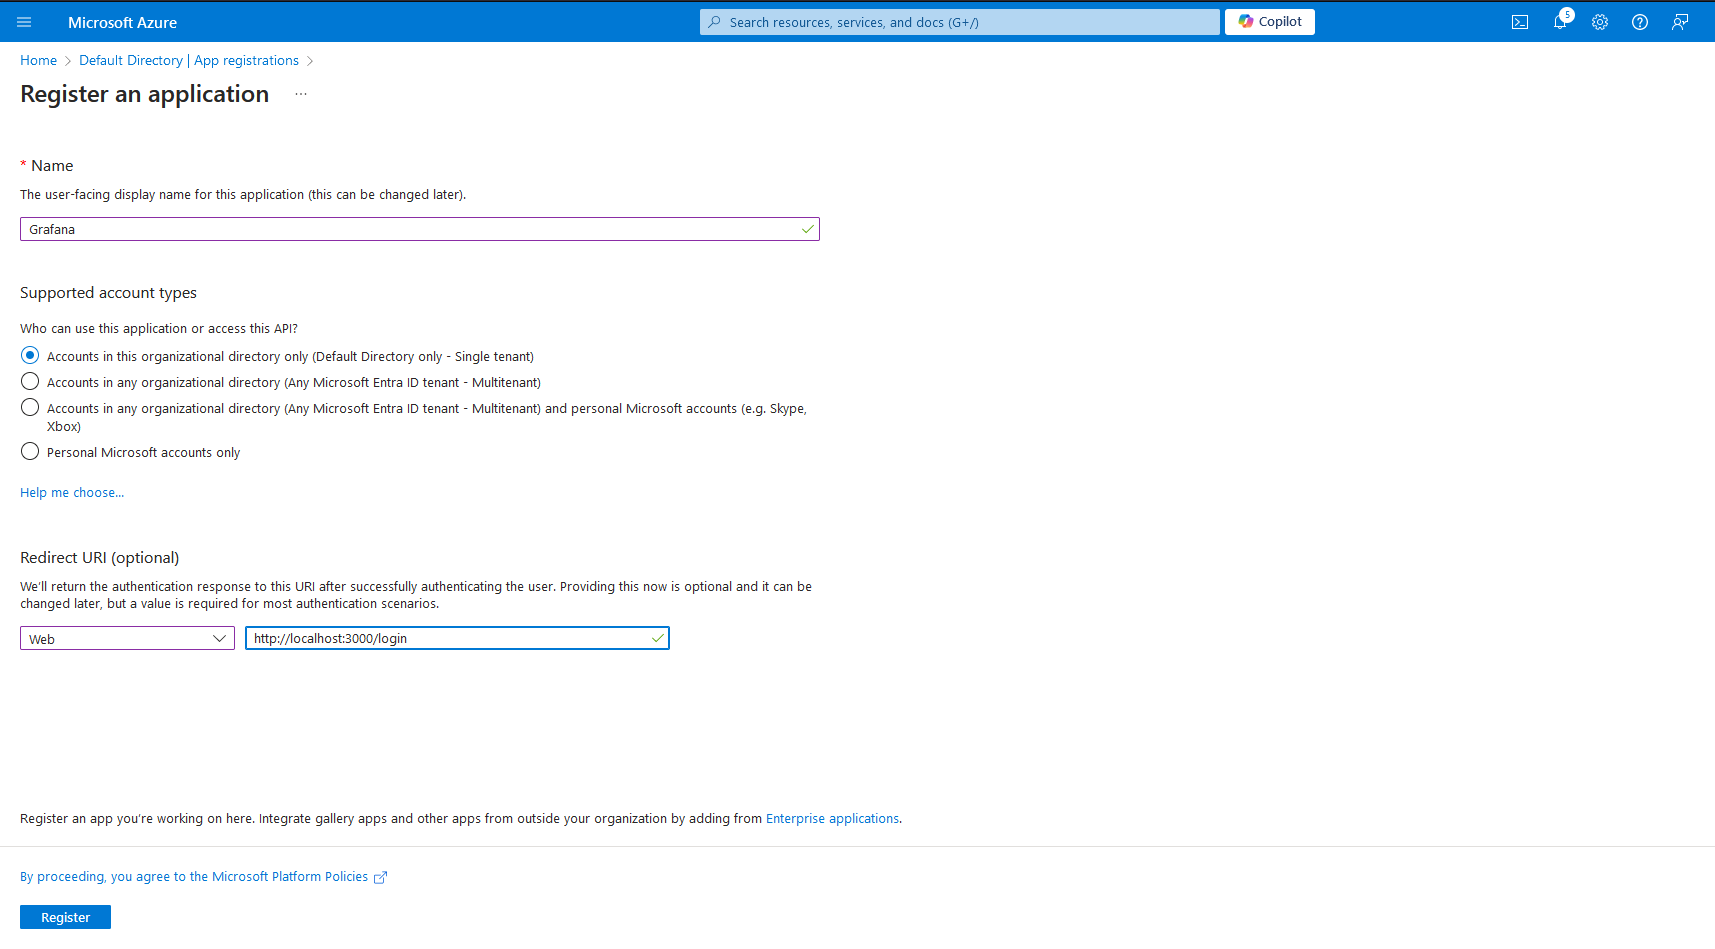 Microsoft Azure
Search resources, services, and docs (G+/)
Copilot
5
Home
Default Directory | App registrations
Register an application
...
* Name
The user-facing display name for this application (this can be changed later).
Grafana
Supported account types
Who can use this application or access this API?
Accounts in this organizational directory only (Default Directory only - Single tenant)
Accounts in any organizational directory (Any Microsoft Entra ID tenant - Multitenant)
Accounts in any organizational directory (Any Microsoft Entra ID tenant - Multitenant) and personal Microsoft accounts (e.g. Skype,
Xbox)
Personal Microsoft accounts only
Help me choose...
Redirect URI (optional)
We'll return the authentication response to this URI after successfully authenticating the user. Providing this now is optional and it can be
changed later, but a value is required for most authentication scenarios.
Web
http://localhost:3000/login
Register an app you're working on here. Integrate gallery apps and other apps from outside your organization by adding from Enterprise applications.
By proceeding, you agree to the Microsoft Platform Policies
Register